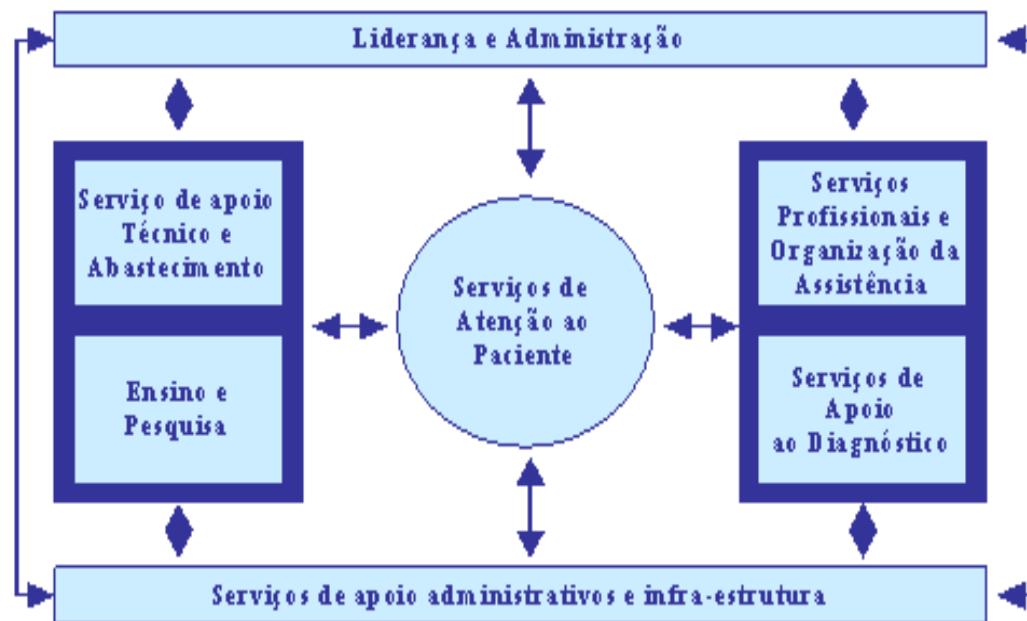 Liderança e Administração
Serviço de apoio
Técnico e
Abastecimento
Ensino e
Pesquisa
Serviços de
Atenção ao
Paciente
Serviços
Profissionais e
Organização da
Assistência
Serviços de
Apoio
ao Diagnóstico
Serviços de apoio administrativos e infra-estrutura